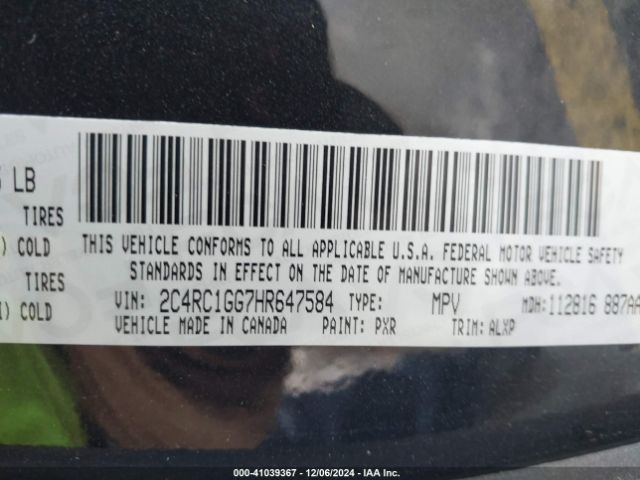 LB
TIRES
) COLD
TIRES
) COLD
THIS VEHICLE CONFORMS TO ALL APPLICABLE U.S.A. FEDERAL MOTOR VEHICLE SAFETY
STANDARDS IN EFFECT ON THE DATE OF MANUFACTURE SHOWN ABOVE.
VIN: 2C4RC1GG7HR647584 TYPE: MPV MDH:112816 887AA
VEHICLE MADE IN CANADA PAINT: PXR TRIM: ALXP
000-41039367 • 12/06/2024 • IAA Inc.